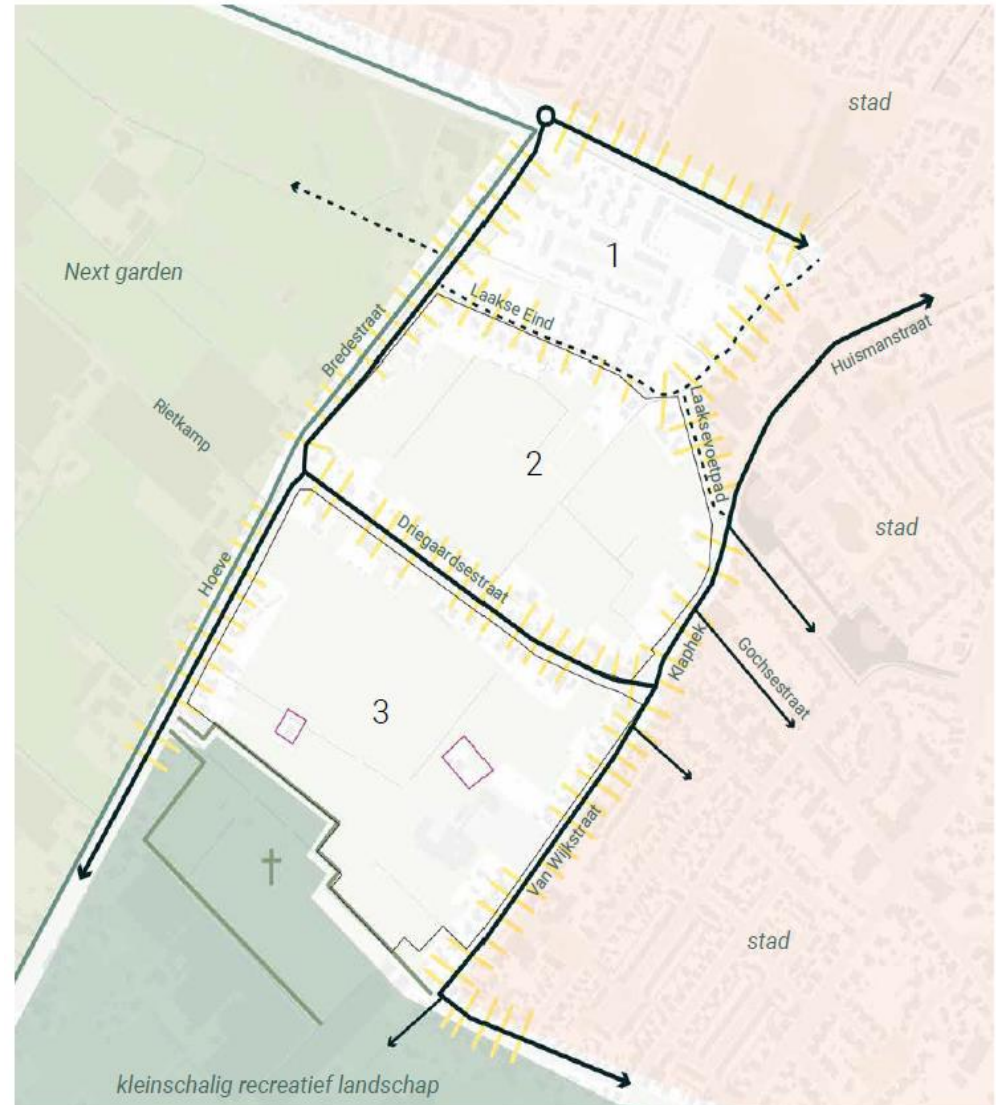 stad
1
Next garden
Laakse Eind
Bredestraat
Huismanstraat
Rietkamp
Laaksevoetpad
2
stad
Driegaardsestraat
Hoeve
Klaphek
Gochsestraat
3
Van Wijkstraat
stad
kleinschalig recreatief landschap